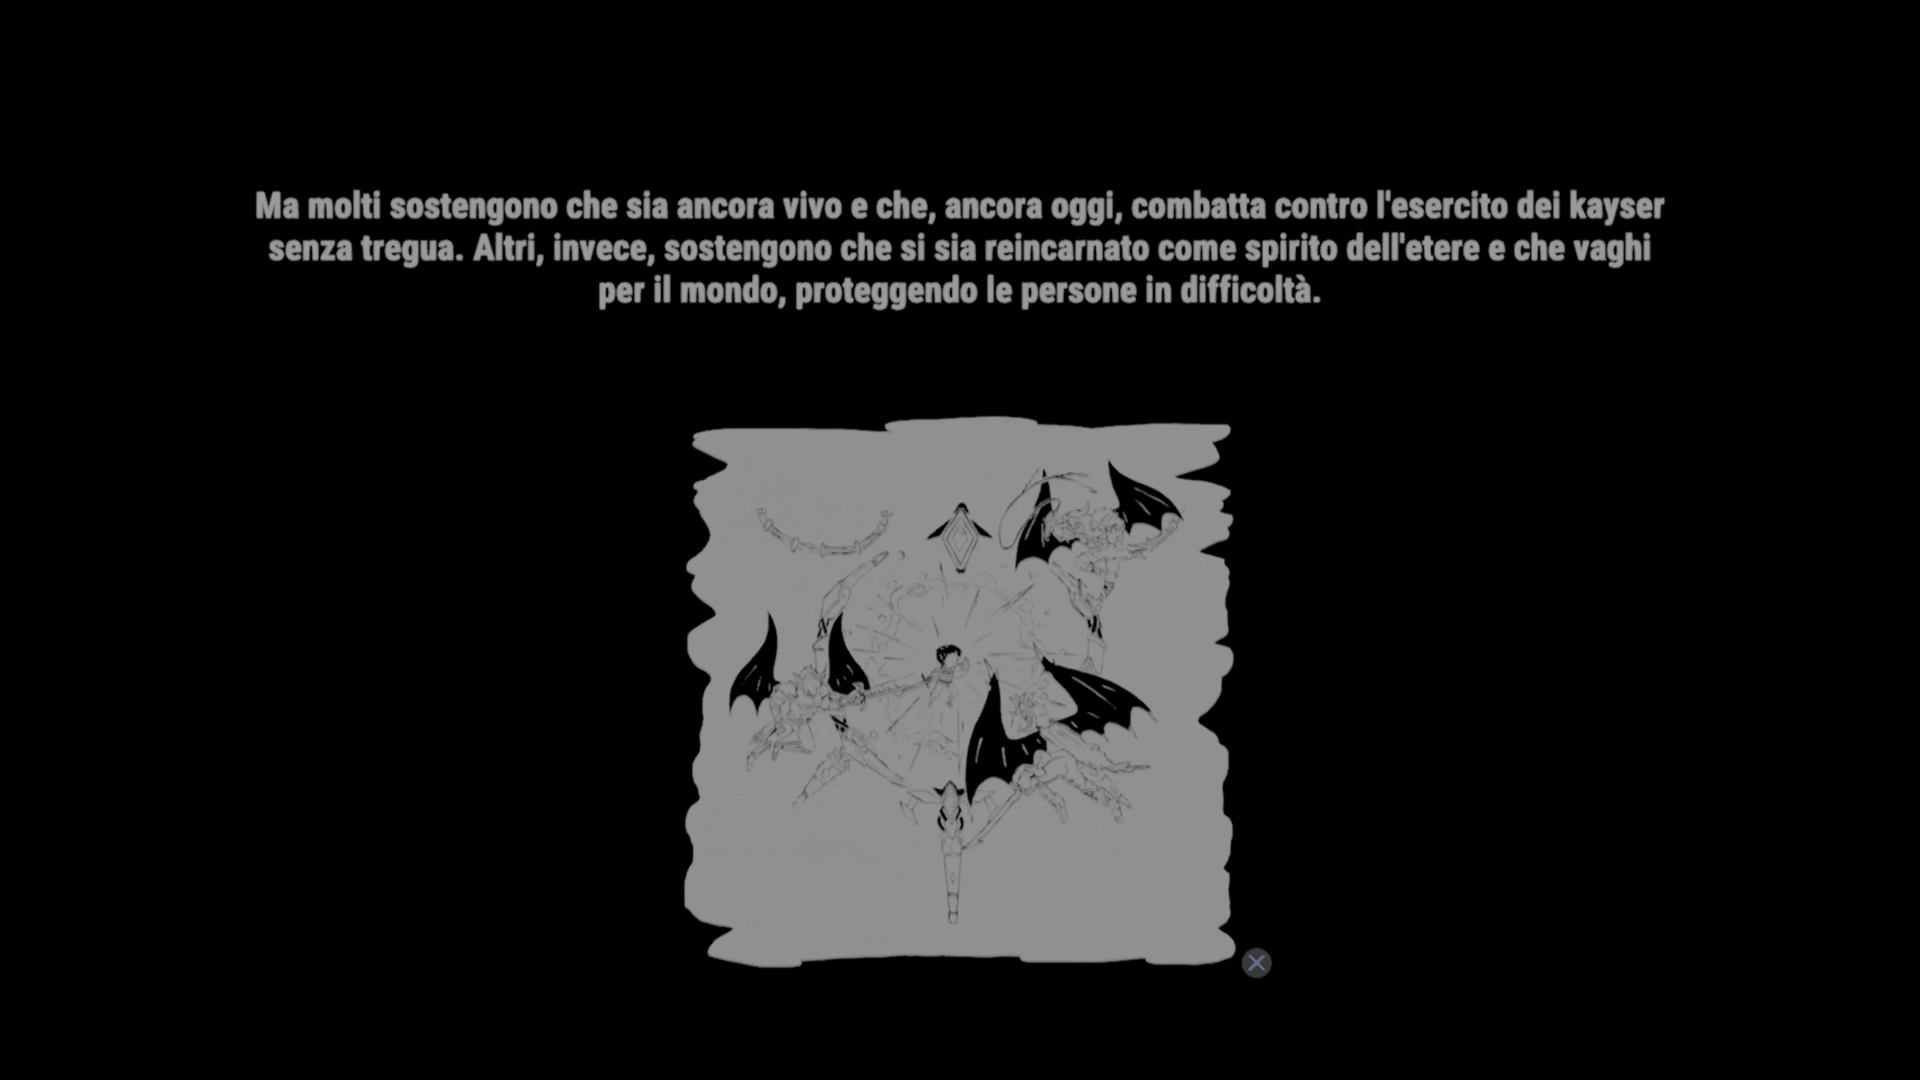 Ma molti sostengono che sia ancora vivo e che, ancora oggi, combatta contro l'esercito dei kayser
senza tregua. Altri, invece, sostengono che si sia reincarnato come spirito dell'etere e che vaghi
per il mondo, proteggendo le persone in difficoltà.